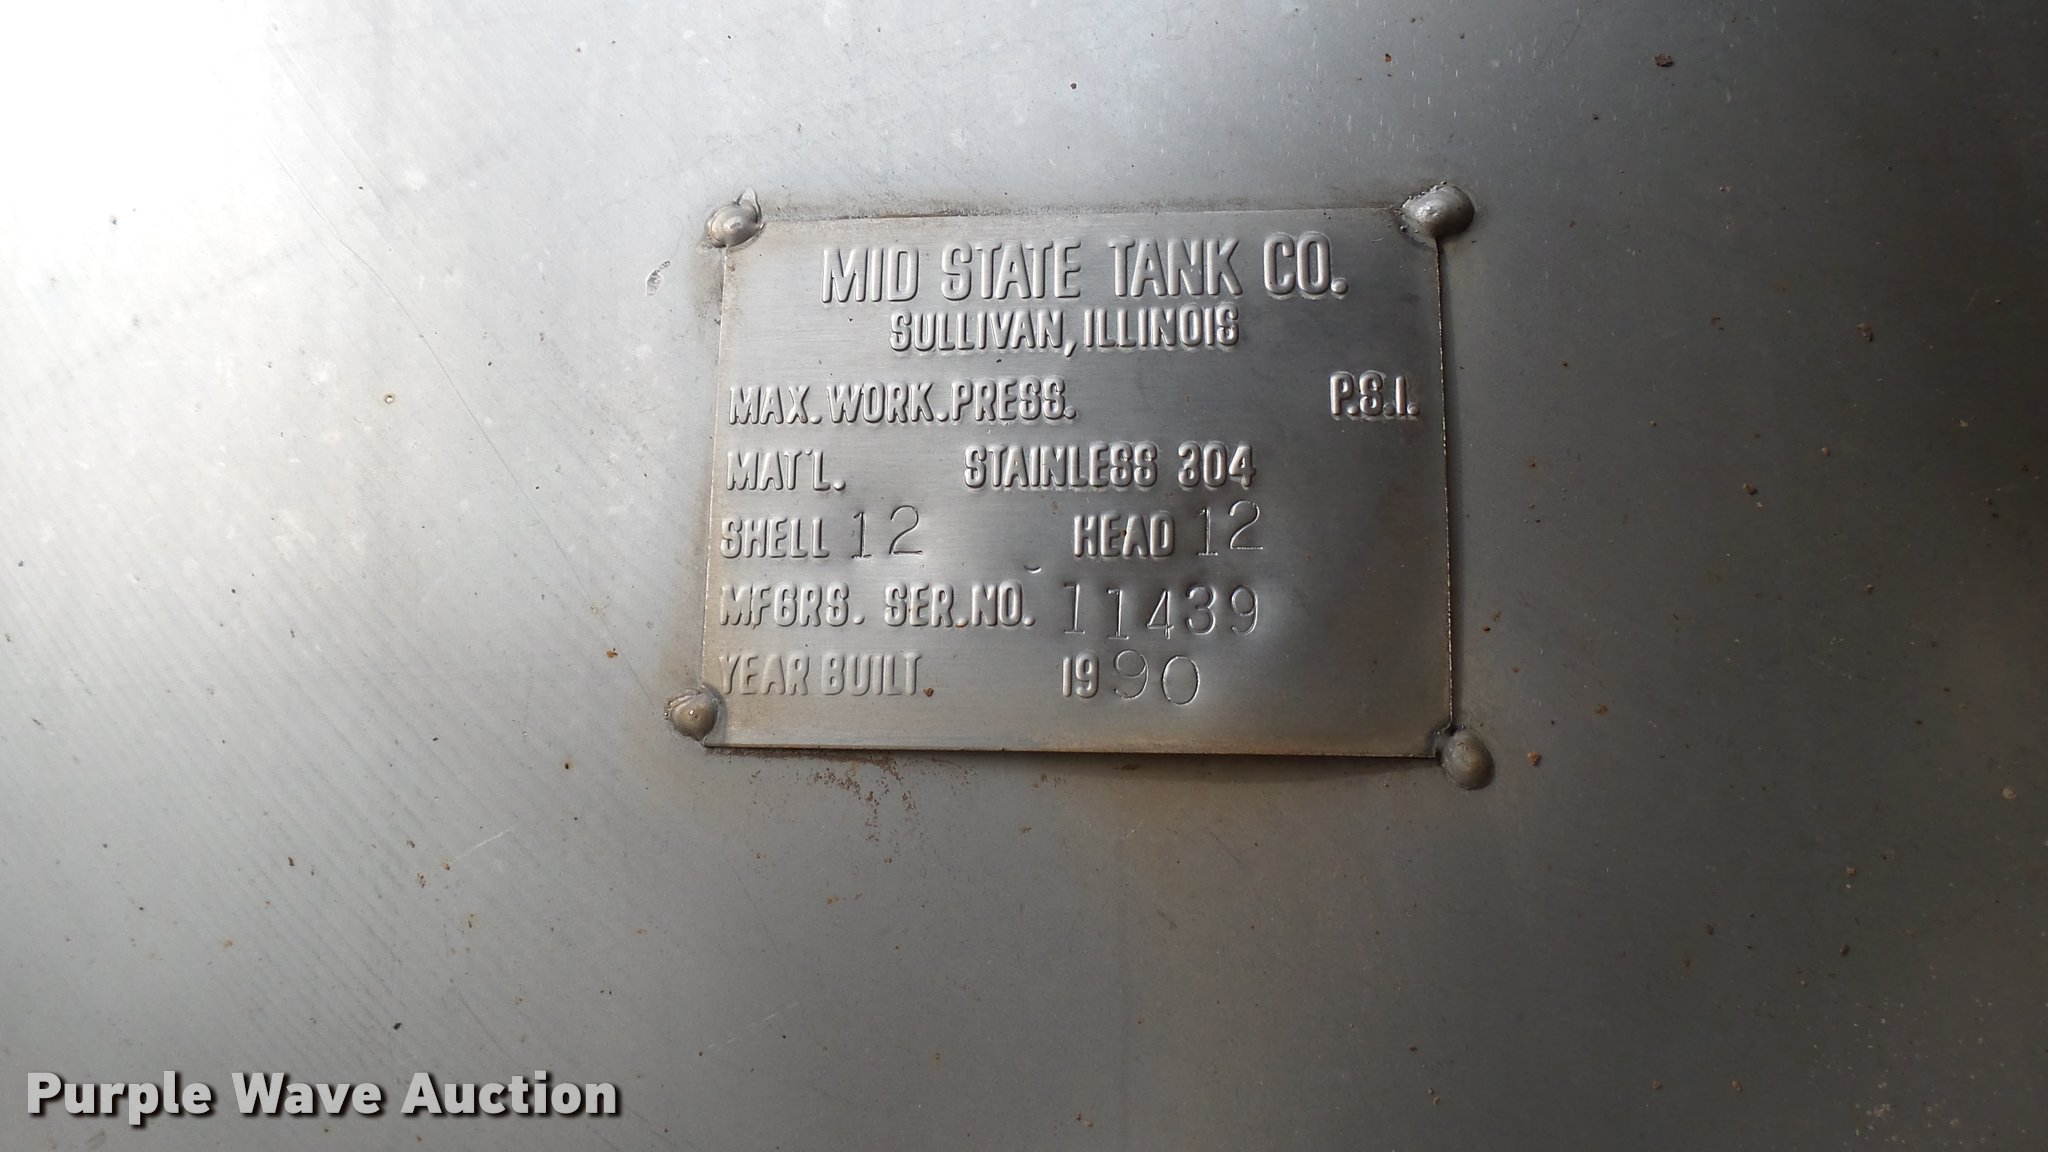 MID STATE TANK CO.
SULLIVAN, ILLINOIS
MAX. WORK. PRESS. P.S.I.
MAT'L. STAINLESS 304
SHELL 12 HEAD 12
MFGRS. SER. NO. 11439
YEAR BUILT 1990
Purple Wave Auction